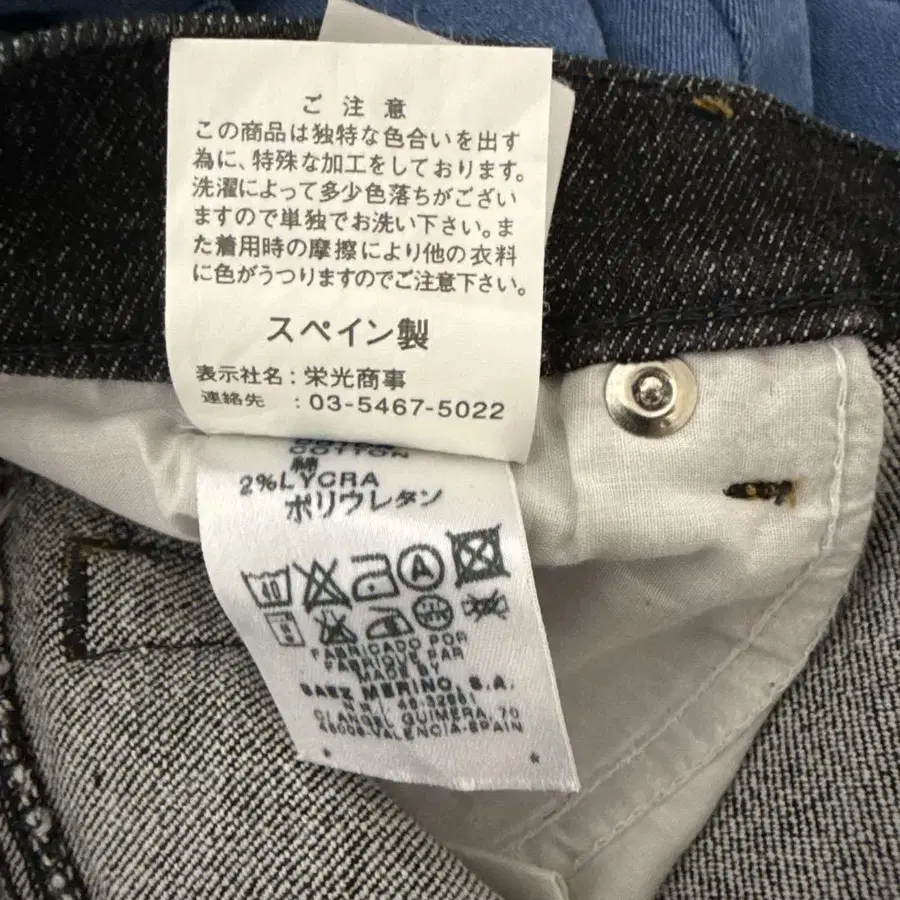 ご注意
この商品は独特な色合いを出す
為に、特殊な加工をしております。
洗濯によって多少色落ちがござい
ますので単独でお洗い下さい。ま
た着用時の摩擦により他の衣料
に色がうつりますのでご注意下さい。
スペイン製
表示社名:栄光商事
連絡先 :03-5467-5022
COTTON
綿
2%LYCRA
ポリウレタン
40 A
FABRICADO POR
FABRIQUE PAR
MADE BY
SAEZ MERINO, S.A.
C/ANGEL GUIMERA, 70
VALENCIA-SPAIN